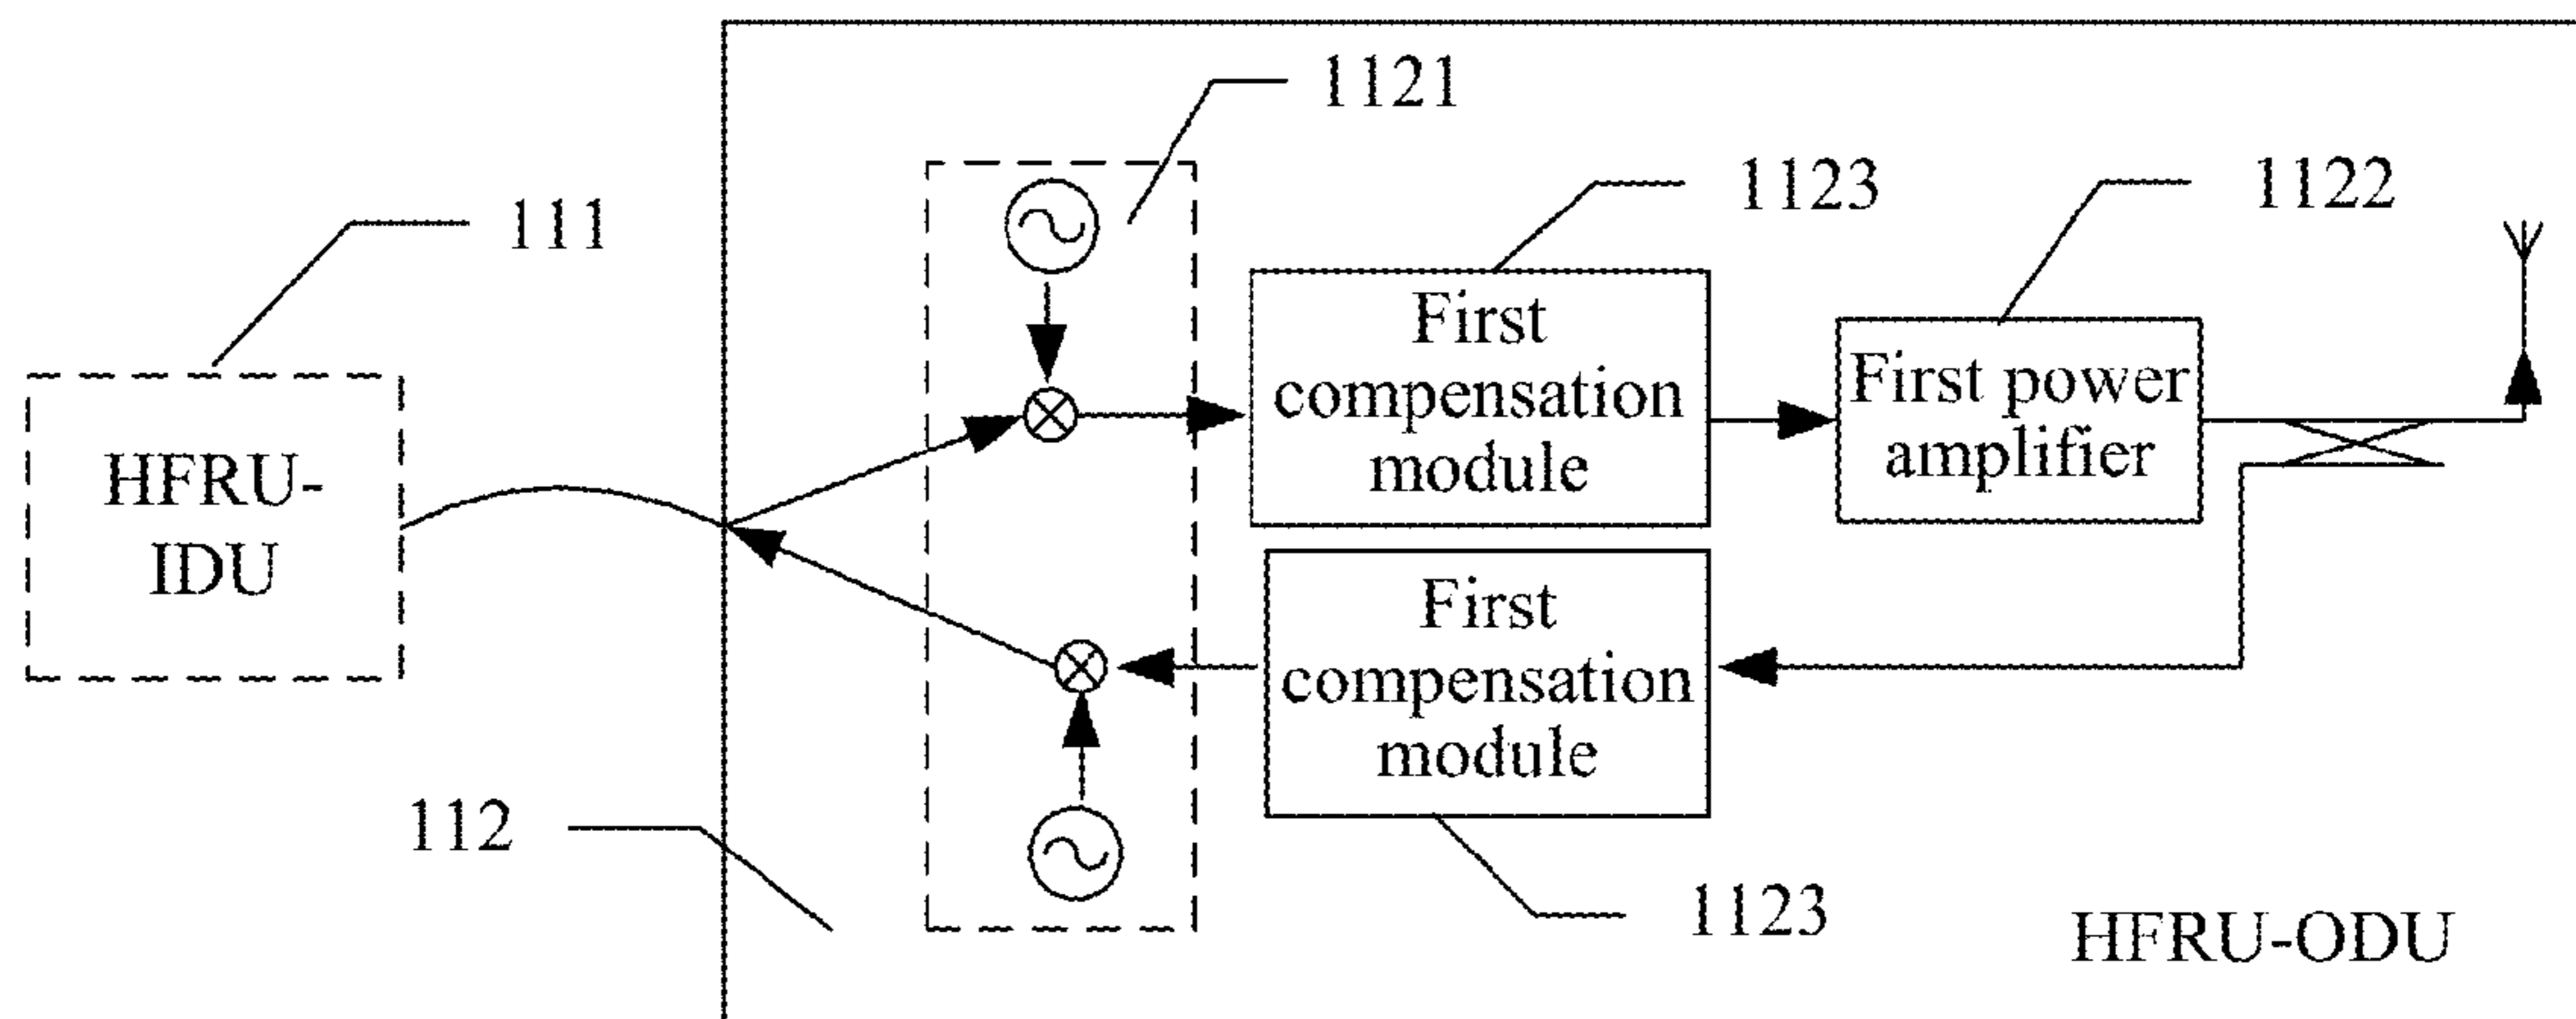 1121
1123
1122
111
First
compensation
module
First power
amplifier
HFRU-
IDU
First
compensation
module
112
1123
HFRU-ODU